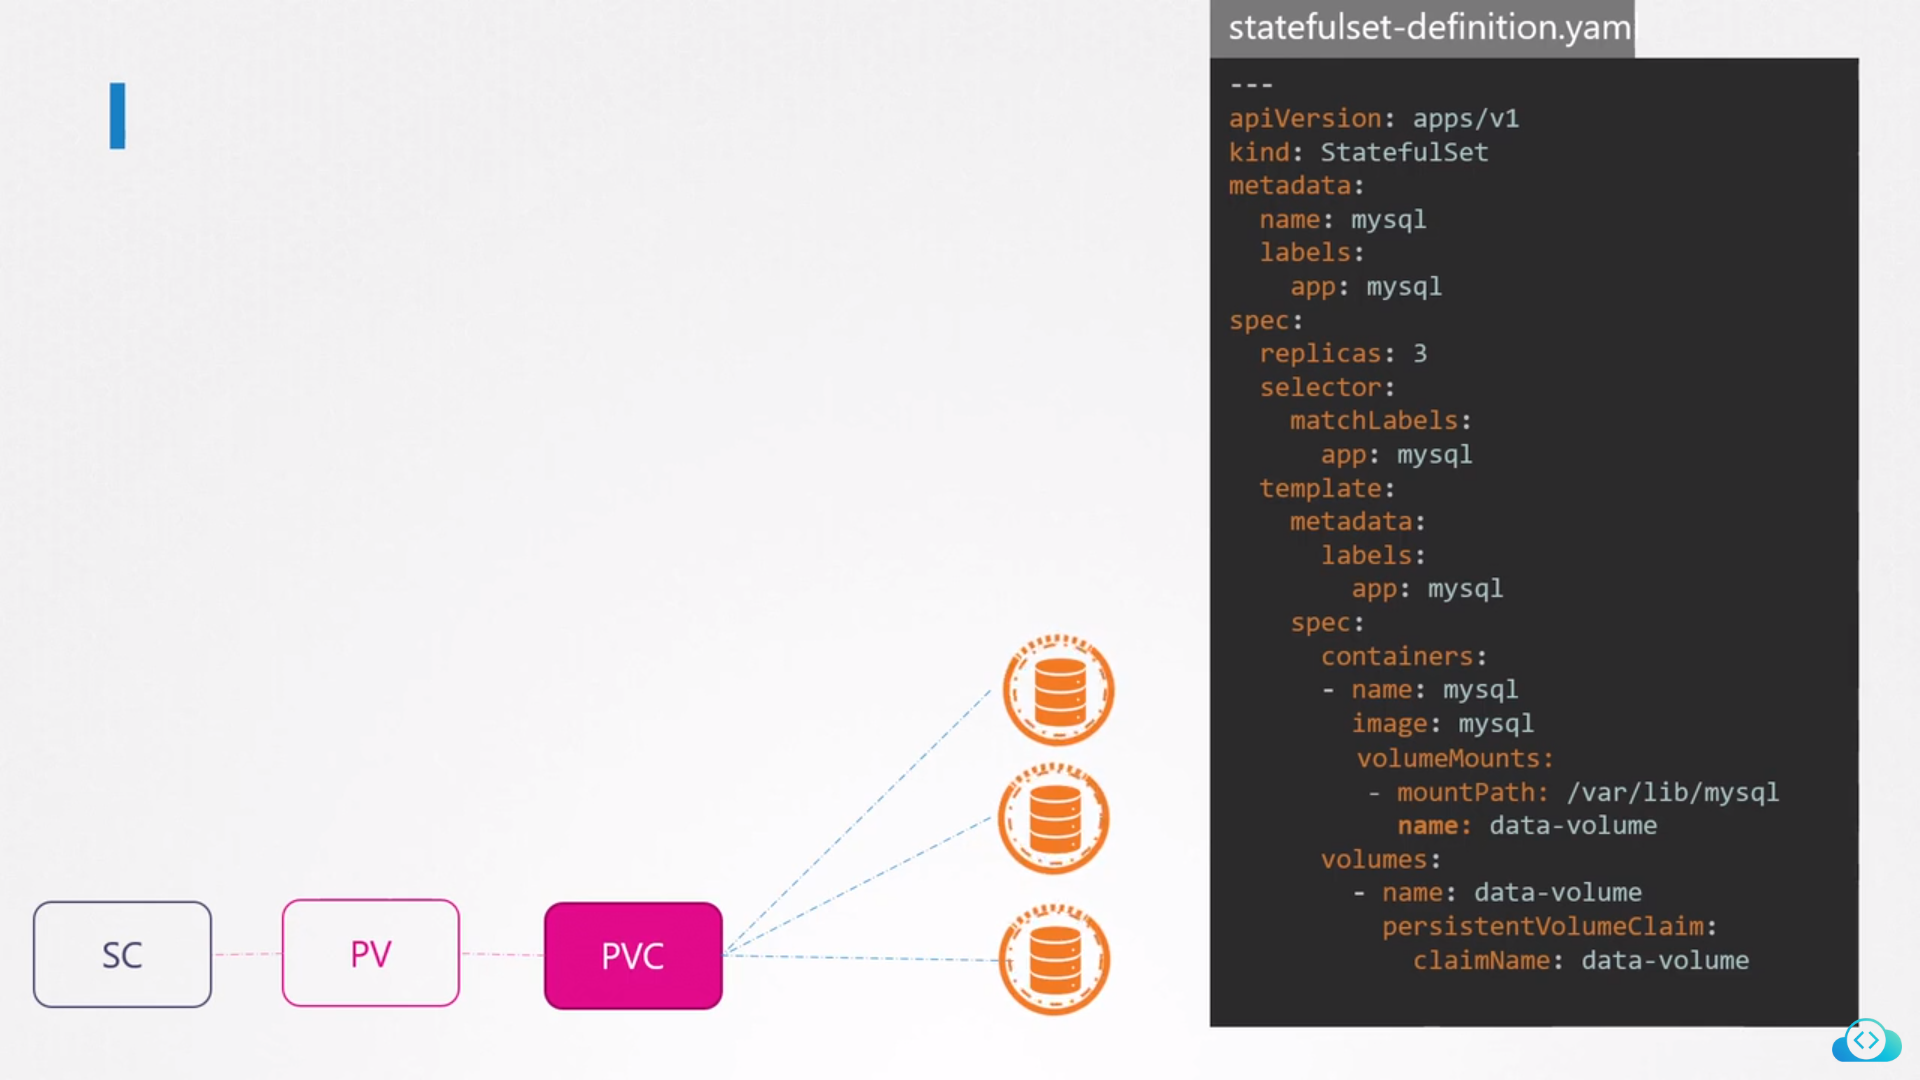 statefulset-definition.yam
---
apiVersion: apps/v1
kind: StatefulSet
metadata:
  name: mysql
  labels:
    app: mysql
spec:
  replicas: 3
  selector:
    matchLabels:
      app: mysql
  template:
    metadata:
      labels:
        app: mysql
    spec:
      containers:
      - name: mysql
        image: mysql
        volumeMounts:
         - mountPath: /var/lib/mysql
           name: data-volume
      volumes:
        - name: data-volume
          persistentVolumeClaim:
            claimName: data-volume
SC
PV
PVC